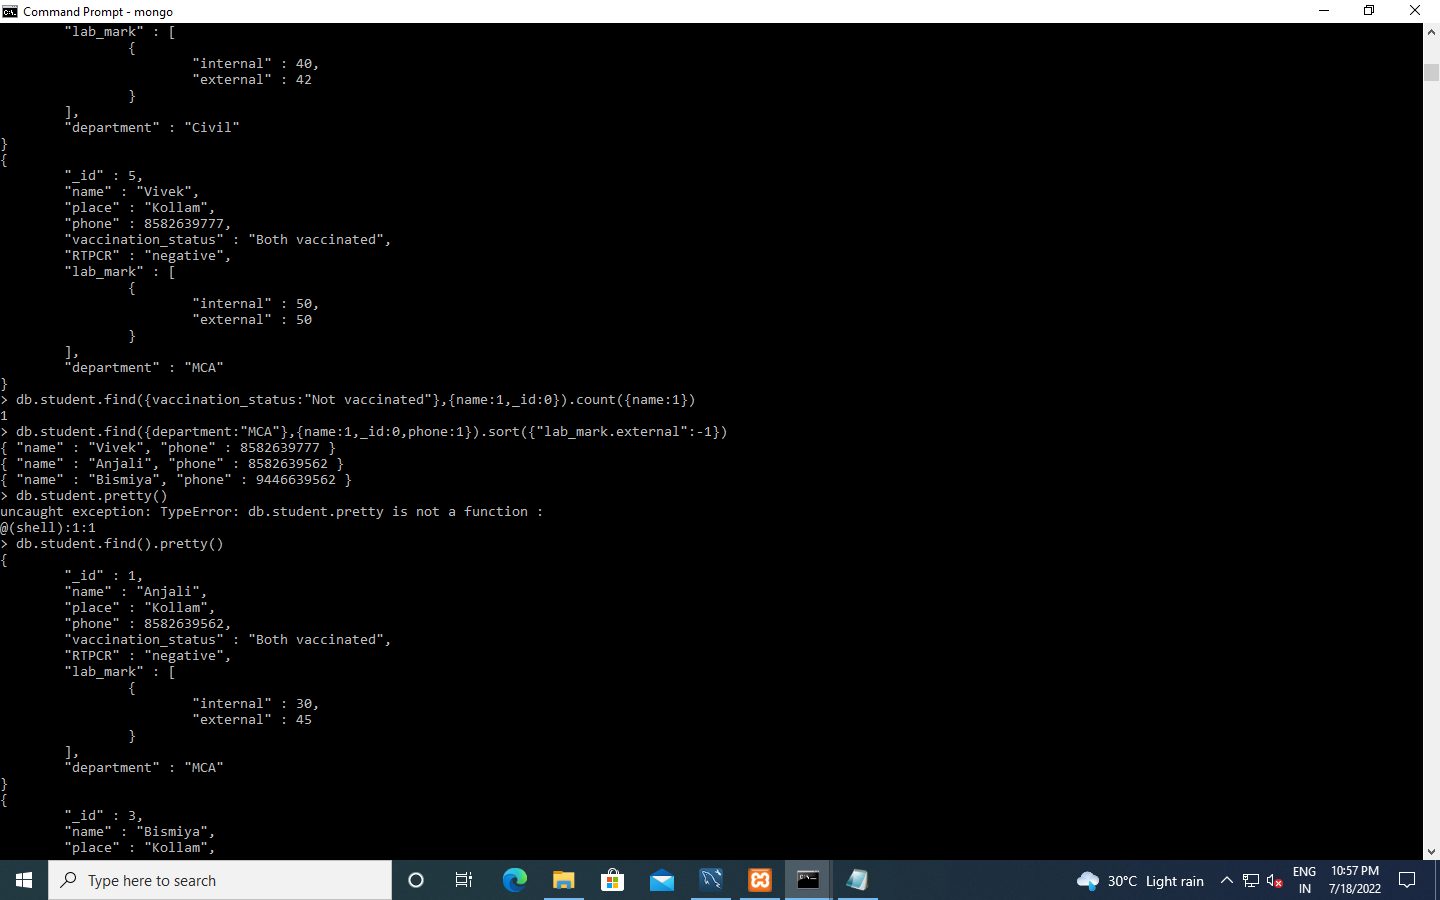 Command Prompt - mongo
"lab_mark" : [
{
"internal" : 40,
"external" : 42
}
],
"department" : "Civil"
}
{
"_id" : 5,
"name" : "Vivek",
"place" : "Kollam",
"phone" : 8582639777,
"vaccination_status" : "Both vaccinated",
"RTPCR" : "negative",
"lab_mark" : [
{
"internal" : 50,
"external" : 50
}
],
"department" : "MCA"
}
> db.student.find({vaccination_status:"Not vaccinated"},{name:1,_id:0}).count({name:1})
1
> db.student.find({department:"MCA"},{name:1,_id:0,phone:1}).sort({"lab_mark.external":-1})
{ "name" : "Vivek", "phone" : 8582639777 }
{ "name" : "Anjali", "phone" : 8582639562 }
{ "name" : "Bismiya", "phone" : 9446639562 }
> db.student.pretty()
uncaught exception: TypeError: db.student.pretty is not a function :
@(shell):1:1
> db.student.find().pretty()
{
"_id" : 1,
"name" : "Anjali",
"place" : "Kollam",
"phone" : 8582639562,
"vaccination_status" : "Both vaccinated",
"RTPCR" : "negative",
"lab_mark" : [
{
"internal" : 30,
"external" : 45
}
],
"department" : "MCA"
}
{
"_id" : 3,
"name" : "Bismiya",
"place" : "Kollam",
Type here to search
30°C Light rain
ENG
IN
10:57 PM
7/18/2022